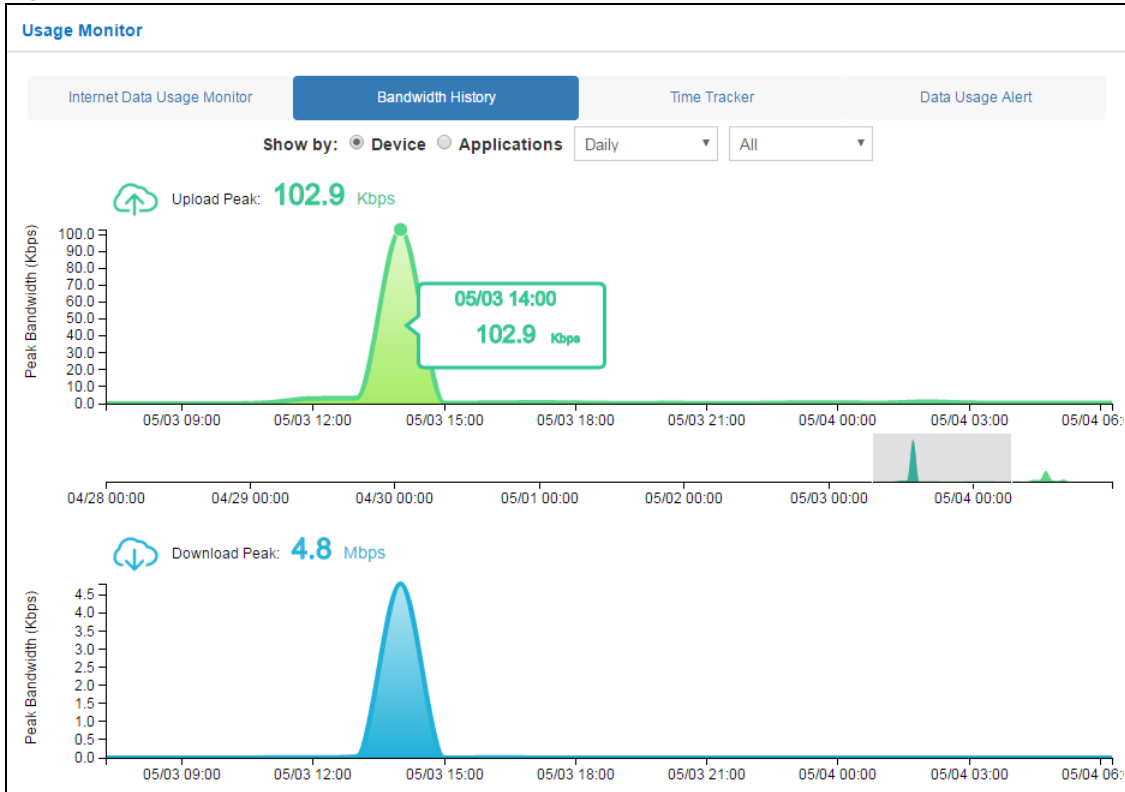 Usage Monitor
Internet Data Usage Monitor Bandwidth History Time Tracker Data Usage Alert
Show by: Device Applications Daily All
Upload Peak: 102.9 Kbps
Peak Bandwidth (Kbps)
100.0
90.0
80.0
70.0
60.0
50.0
40.0
30.0
20.0
10.0
0.0
05/03 14:00
102.9 Kbps
05/03 09:00 05/03 12:00 05/03 15:00 05/03 18:00 05/03 21:00 05/04 00:00 05/04 03:00 05/04 06:
04/28 00:00 04/29 00:00 04/30 00:00 05/01 00:00 05/02 00:00 05/03 00:00 05/04 00:00
Download Peak: 4.8 Mbps
Peak Bandwidth (Kbps)
4.5
4.0
3.5
3.0
2.5
2.0
1.5
1.0
0.5
0.0
05/03 09:00 05/03 12:00 05/03 15:00 05/03 18:00 05/03 21:00 05/04 00:00 05/04 03:00 05/04 06: